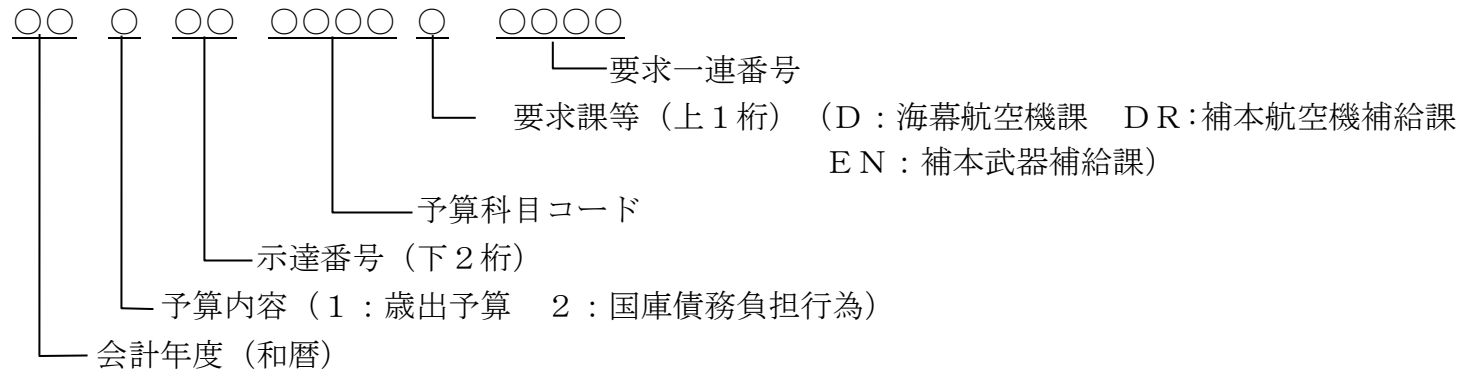 ○○ ○ ○○ ○○○○ ○ ○○○○
要求一連番号
要求課等（上１桁）（Ｄ：海幕航空機課　ＤＲ：補本航空機補給課
ＥＮ：補本武器補給課）
予算科目コード
示達番号（下２桁）
予算内容（１：歳出予算　２：国庫債務負担行為）
会計年度（和暦）